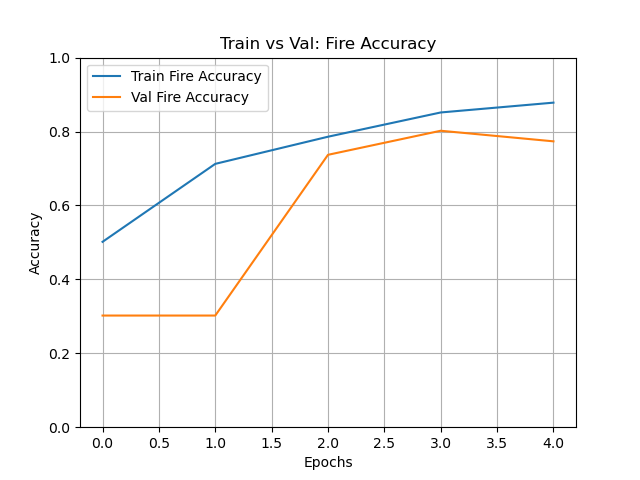 Train vs Val: Fire Accuracy
Train Fire Accuracy
Val Fire Accuracy
Accuracy
1.0
0.8
0.6
0.4
0.2
0.0
0.0 0.5 1.0 1.5 2.0 2.5 3.0 3.5 4.0
Epochs